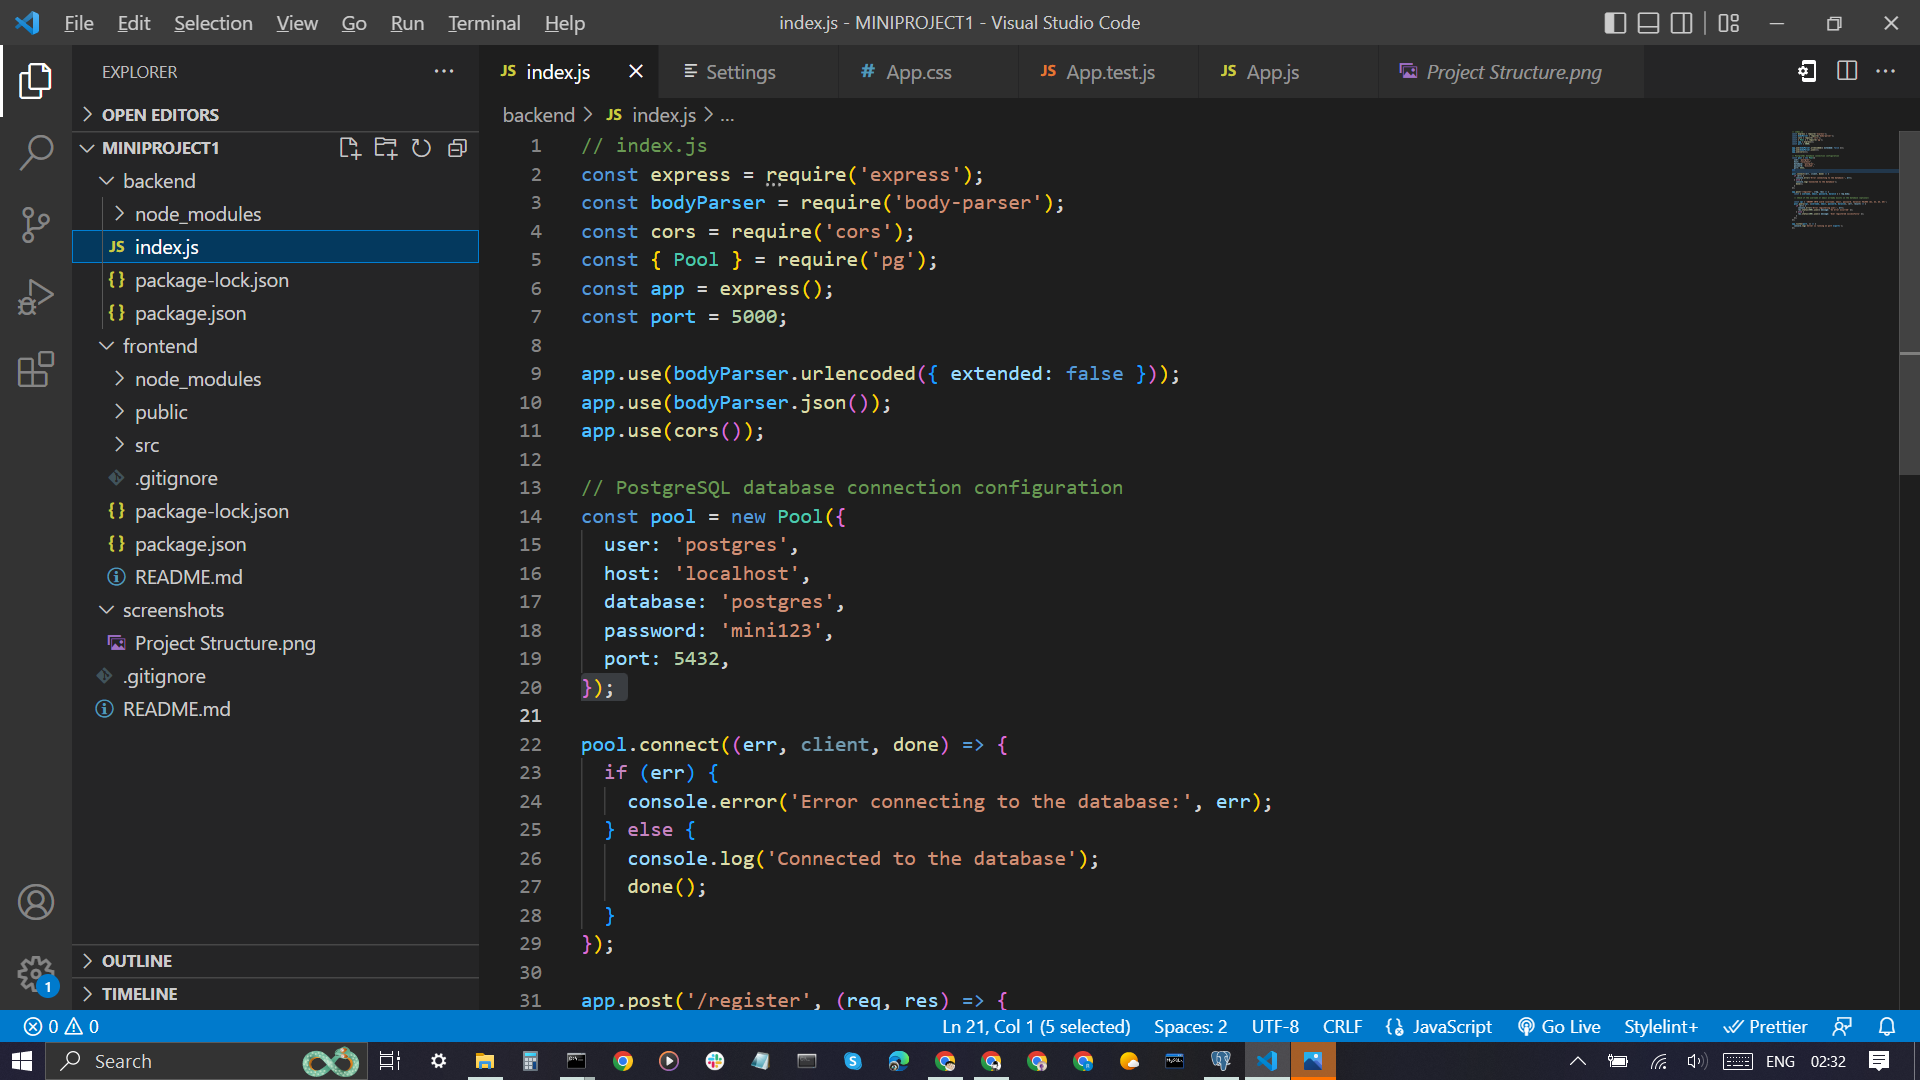 File Edit Selection View Go Run Terminal Help
index.js - MINIPROJECT1 - Visual Studio Code
EXPLORER
OPEN EDITORS
MINIPROJECT1
backend
node_modules
JS index.js
{} package-lock.json
{} package.json
frontend
node_modules
public
src
.gitignore
{} package-lock.json
{} package.json
README.md
screenshots
Project Structure.png
.gitignore
README.md
OUTLINE
TIMELINE
1
JS index.js
Settings
# App.css
JS App.test.js
JS App.js
Project Structure.png
backend > JS index.js > ...
1 // index.js
2 const express = require('express');
3 const bodyParser = require('body-parser');
4 const cors = require('cors');
5 const { Pool } = require('pg');
6 const app = express();
7 const port = 5000;
8
9 app.use(bodyParser.urlencoded({ extended: false }));
10 app.use(bodyParser.json());
11 app.use(cors());
12
13 // PostgreSQL database connection configuration
14 const pool = new Pool({
15 user: 'postgres',
16 host: 'localhost',
17 database: 'postgres',
18 password: 'mini123',
19 port: 5432,
20 });
21
22 pool.connect((err, client, done) => {
23 if (err) {
24 console.error('Error connecting to the database:', err);
25 } else {
26 console.log('Connected to the database');
27 done();
28 }
29 });
30
31 app.post('/register', (req, res) => {
0 0
Ln 21, Col 1 (5 selected) Spaces: 2 UTF-8 CRLF {} JavaScript Go Live Stylelint+ Prettier
Search
ENG 02:32